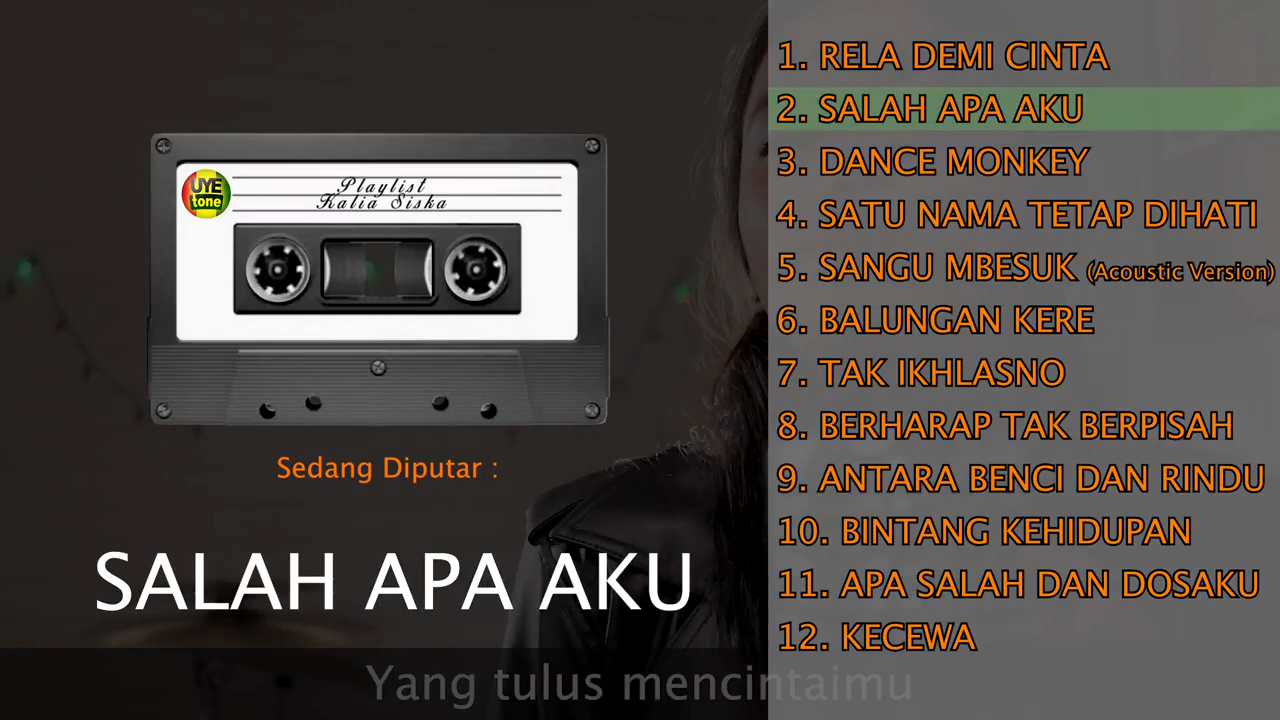 UYE
tone
Playlist
Kalia Siska
Sedang Diputar :
SALAH APA AKU
Yang tulus mencintaimu
1. RELA DEMI CINTA
2. SALAH APA AKU
3. DANCE MONKEY
4. SATU NAMA TETAP DIHATI
5. SANGU MBESUK (Acoustic Version)
6. BALUNGAN KERE
7. TAK IKHLASNO
8. BERHARAP TAK BERPISAH
9. ANTARA BENCI DAN RINDU
10. BINTANG KEHIDUPAN
11. APA SALAH DAN DOSAKU
12. KECEWA